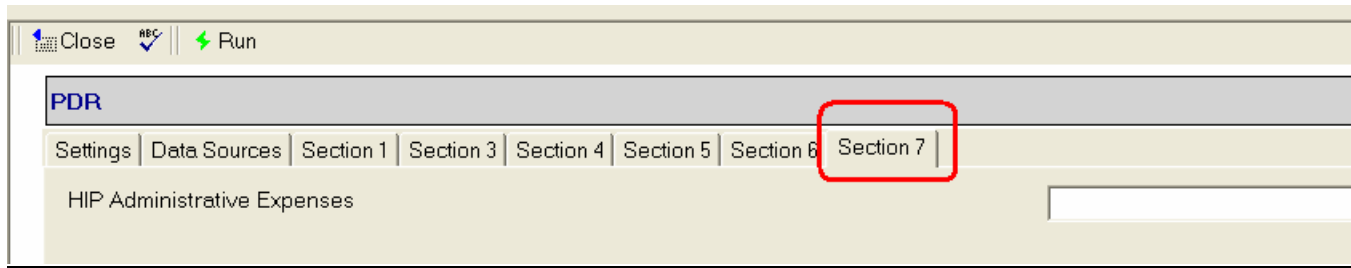 Close ABC Run
PDR
Settings Data Sources Section 1 Section 3 Section 4 Section 5 Section 6 Section 7
HIP Administrative Expenses